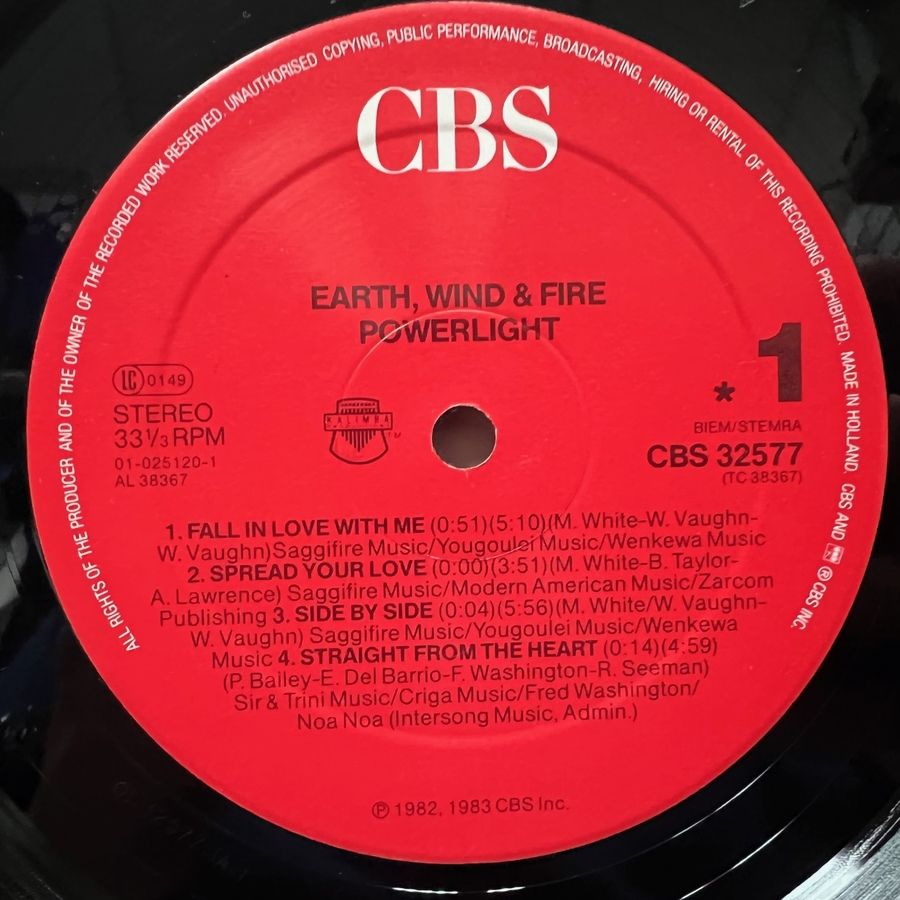 ALL RIGHTS OF THE PRODUCER AND OF THE OWNER OF THE RECORDED WORK RESERVED. UNAUTHORISED COPYING, PUBLIC PERFORMANCE, BROADCASTING, HIRING OR RENTAL OF THIS RECORDING PROHIBITED. MADE IN HOLLAND. CBS AND ® CBS INC.
CBS
EARTH, WIND & FIRE
POWERLIGHT
1
*
LC 0149
STEREO
33 1/3 RPM
01-025120-1
AL 38367
KALIMBA
TM
BIEM/STEMRA
CBS 32577
(TC 38367)
1. FALL IN LOVE WITH ME (0:51)(5:10)(M. White-W. Vaughn-
W. Vaughn)Saggifire Music/Yougoulei Music/Wenkewa Music
2. SPREAD YOUR LOVE (0:00)(3:51)(M. White-B. Taylor-
A. Lawrence) Saggifire Music/Modern American Music/Zarcom
Publishing 3. SIDE BY SIDE (0:04)(5:56)(M. White/W. Vaughn-
W. Vaughn) Saggifire Music/Yougoulei Music/Wenkewa
Music 4. STRAIGHT FROM THE HEART (0:14)(4:59)
(P. Bailey-E. Del Barrio-F. Washington-R. Seeman)
Sir & Trini Music/Criga Music/Fred Washington/
Noa Noa (Intersong Music, Admin.)
℗ 1982, 1983 CBS Inc.